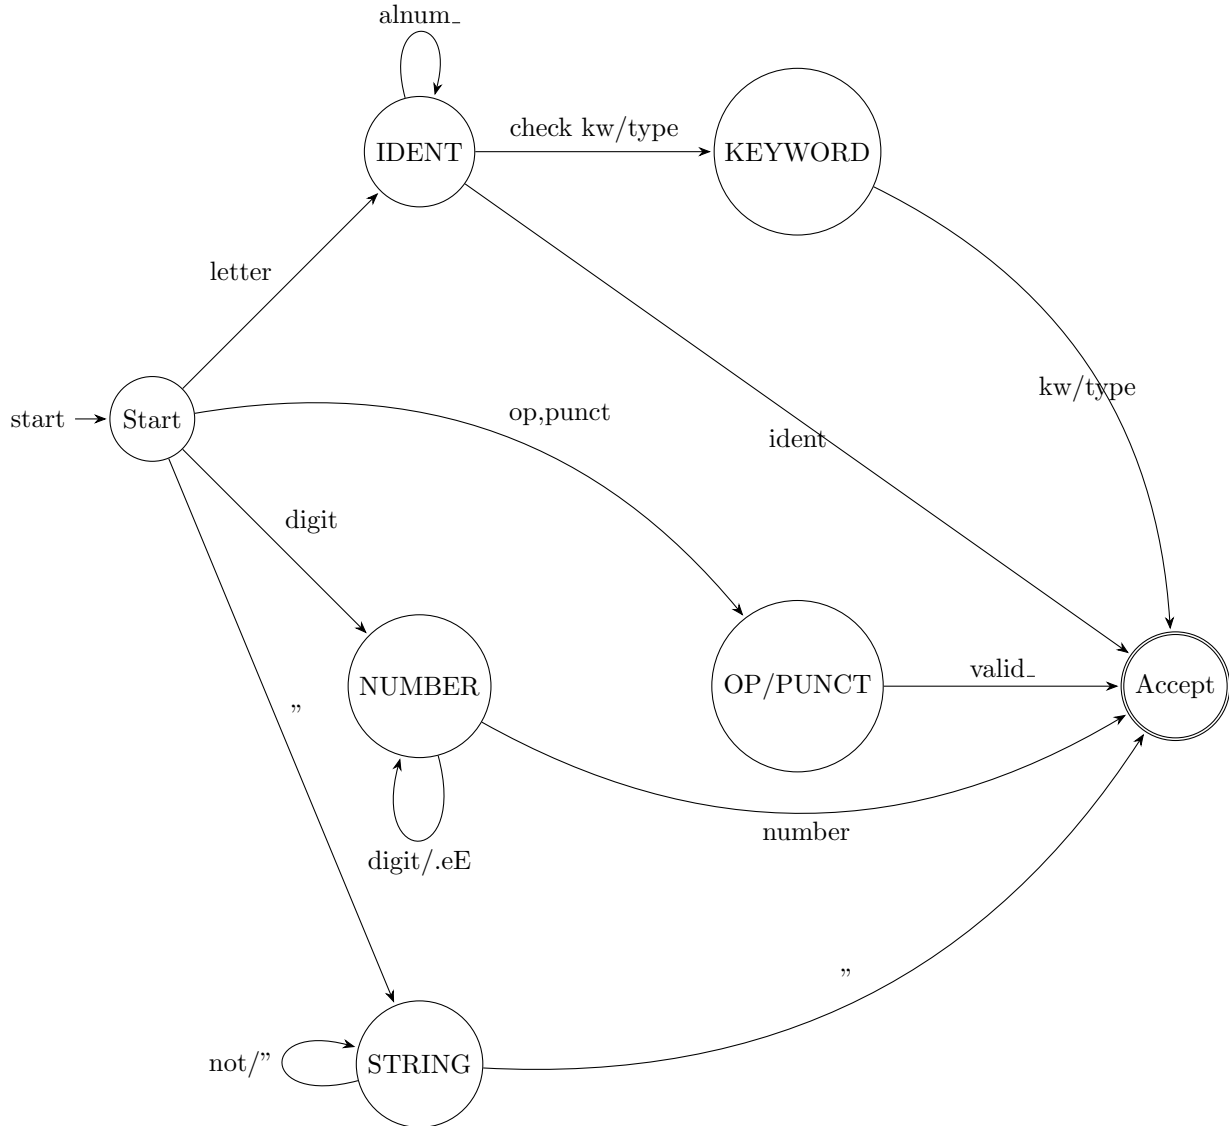 alnum_
IDENT
check kw/type
KEYWORD
letter
kw/type
start
Start
op,punct
ident
digit
NUMBER
OP/PUNCT
valid_
Accept
”
number
digit/.eE
”
not/”
STRING